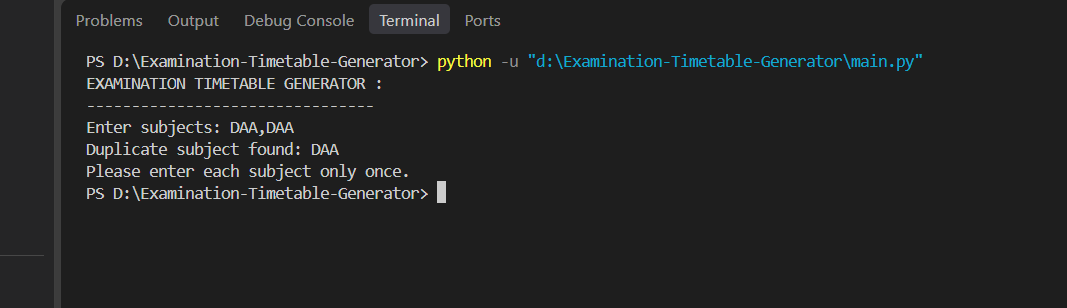 Problems Output Debug Console Terminal Ports
PS D:\Examination-Timetable-Generator> python -u "d:\Examination-Timetable-Generator\main.py"
EXAMINATION TIMETABLE GENERATOR :
--------------------------------
Enter subjects: DAA,DAA
Duplicate subject found: DAA
Please enter each subject only once.
PS D:\Examination-Timetable-Generator>